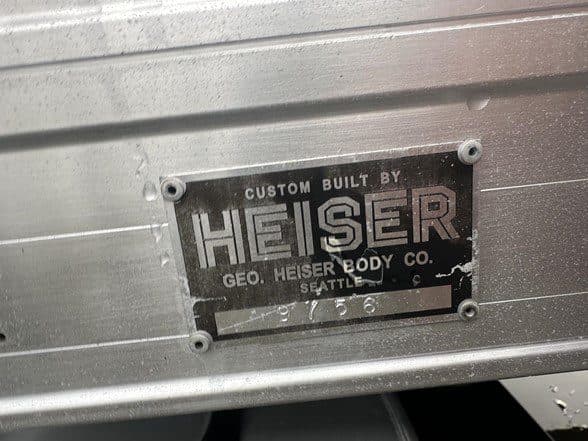 CUSTOM BUILT BY
HEISER
GEO. HEISER BODY CO.
SEATTLE
9756